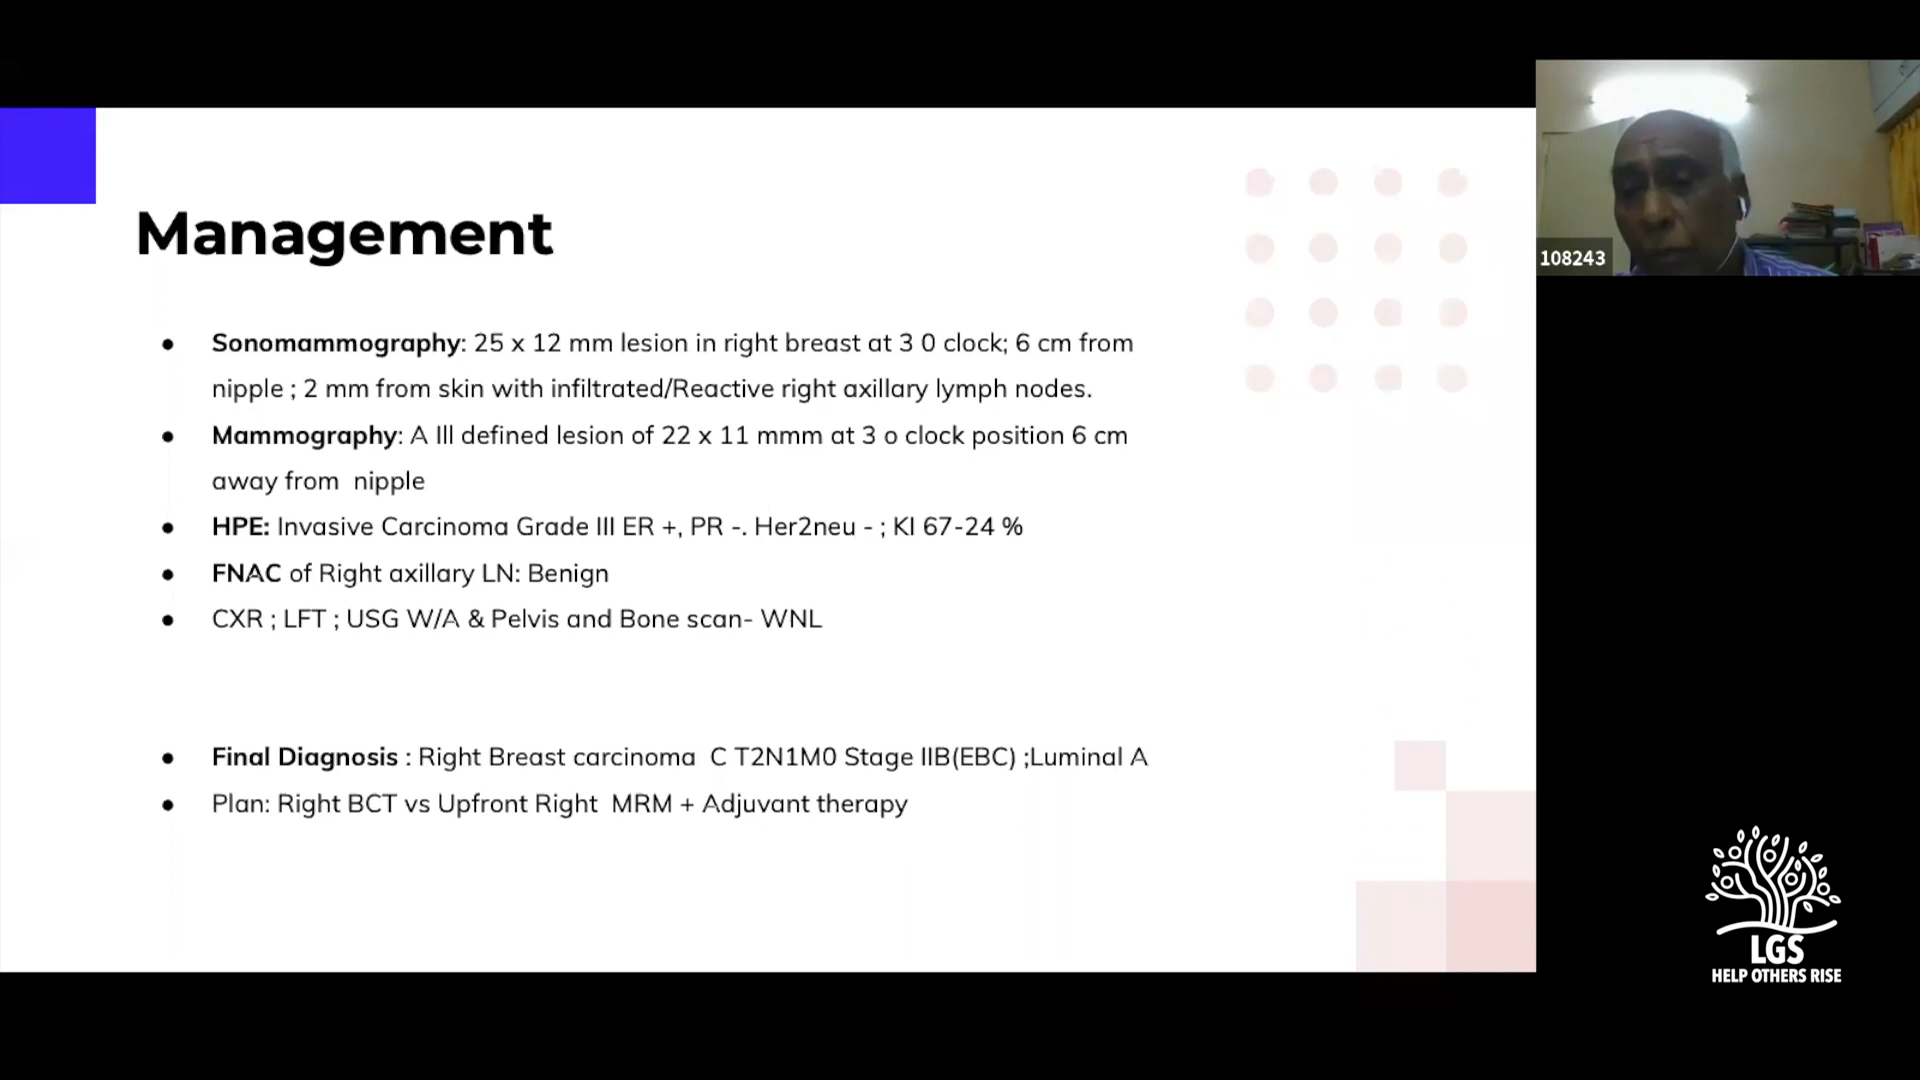 Management
Sonomammography: 25 x 12 mm lesion in right breast at 3 0 clock; 6 cm from
nipple ; 2 mm from skin with infiltrated/Reactive right axillary lymph nodes.
Mammography: A Ill defined lesion of 22 x 11 mmm at 3 o clock position 6 cm
away from nipple
HPE: Invasive Carcinoma Grade III ER +, PR -. Her2neu - ; KI 67-24 %
FNAC of Right axillary LN: Benign
CXR ; LFT ; USG W/A & Pelvis and Bone scan- WNL
Final Diagnosis : Right Breast carcinoma C T2N1M0 Stage IIB(EBC) ;Luminal A
Plan: Right BCT vs Upfront Right MRM + Adjuvant therapy
108243
LGS
HELP OTHERS RISE